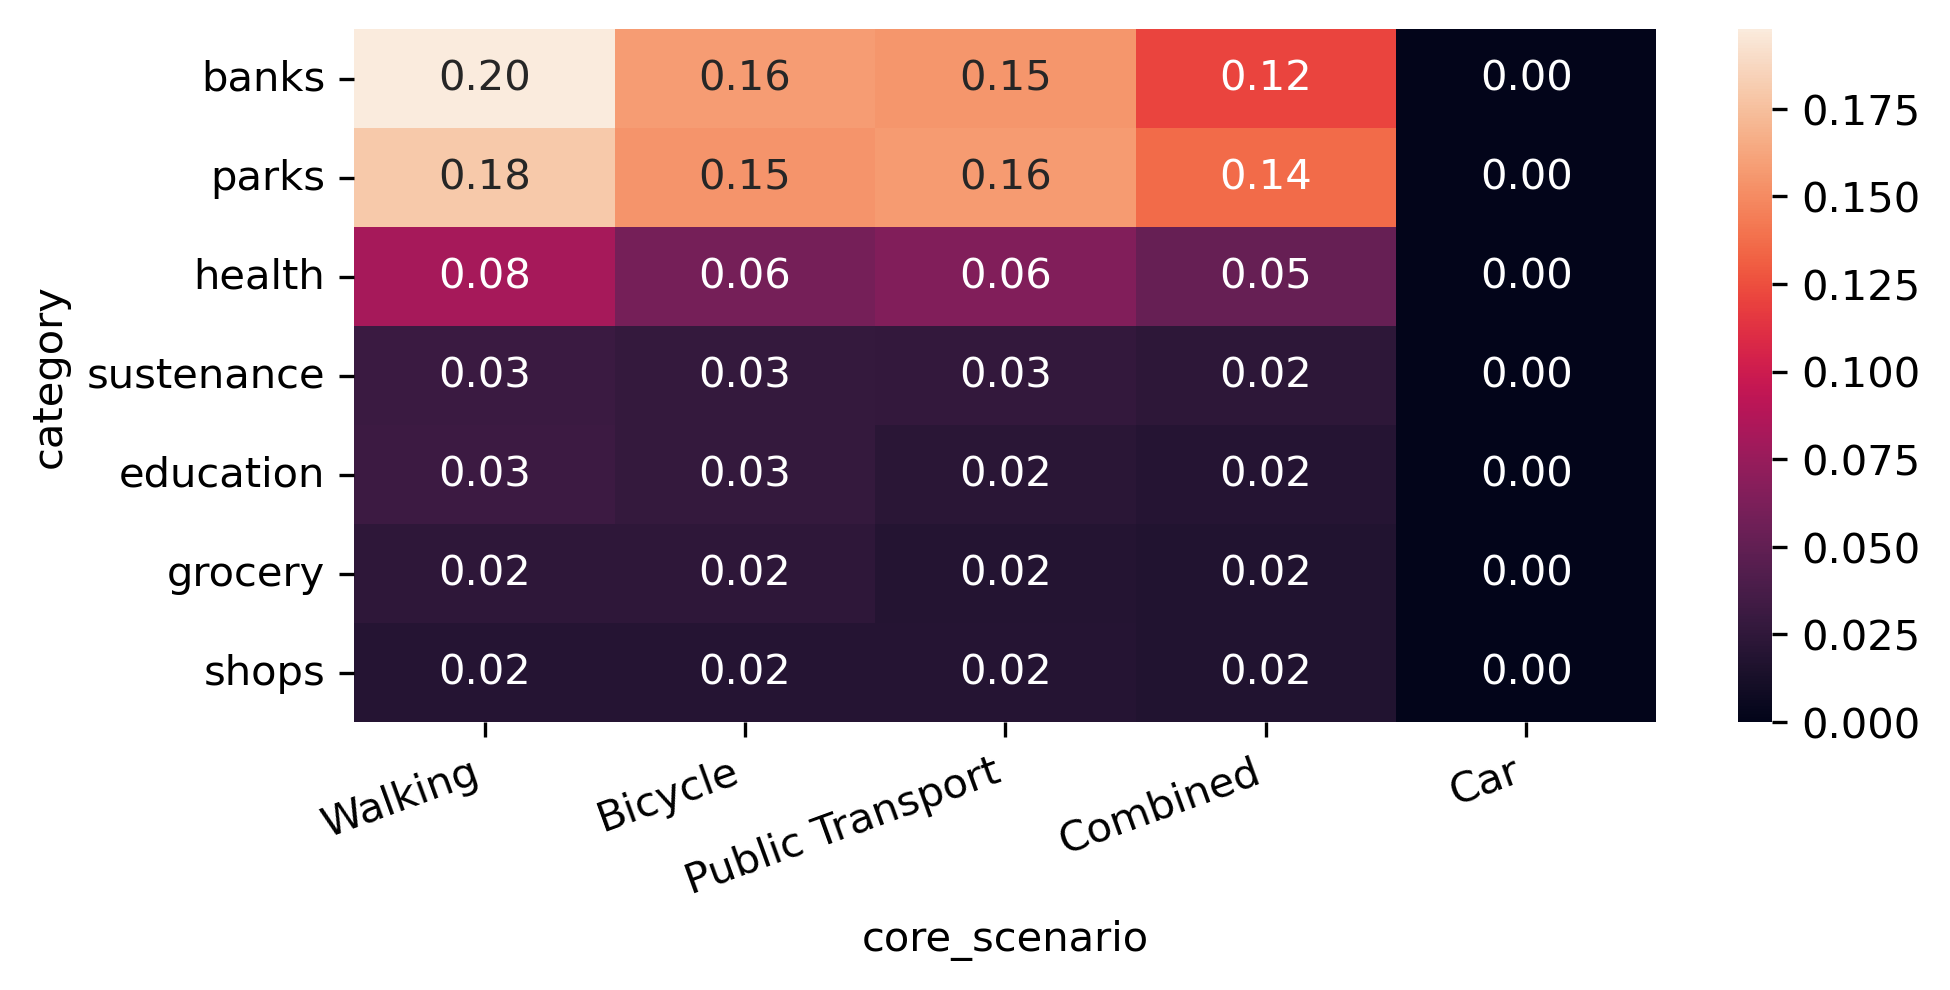 category
banks 0.20 0.16 0.15 0.12 0.00
parks 0.18 0.15 0.16 0.14 0.00
health 0.08 0.06 0.06 0.05 0.00
sustenance 0.03 0.03 0.03 0.02 0.00
education 0.03 0.03 0.02 0.02 0.00
grocery 0.02 0.02 0.02 0.02 0.00
shops 0.02 0.02 0.02 0.02 0.00
Walking Bicycle Public Transport Combined Car
core_scenario
0.175
0.150
0.125
0.100
0.075
0.050
0.025
0.000